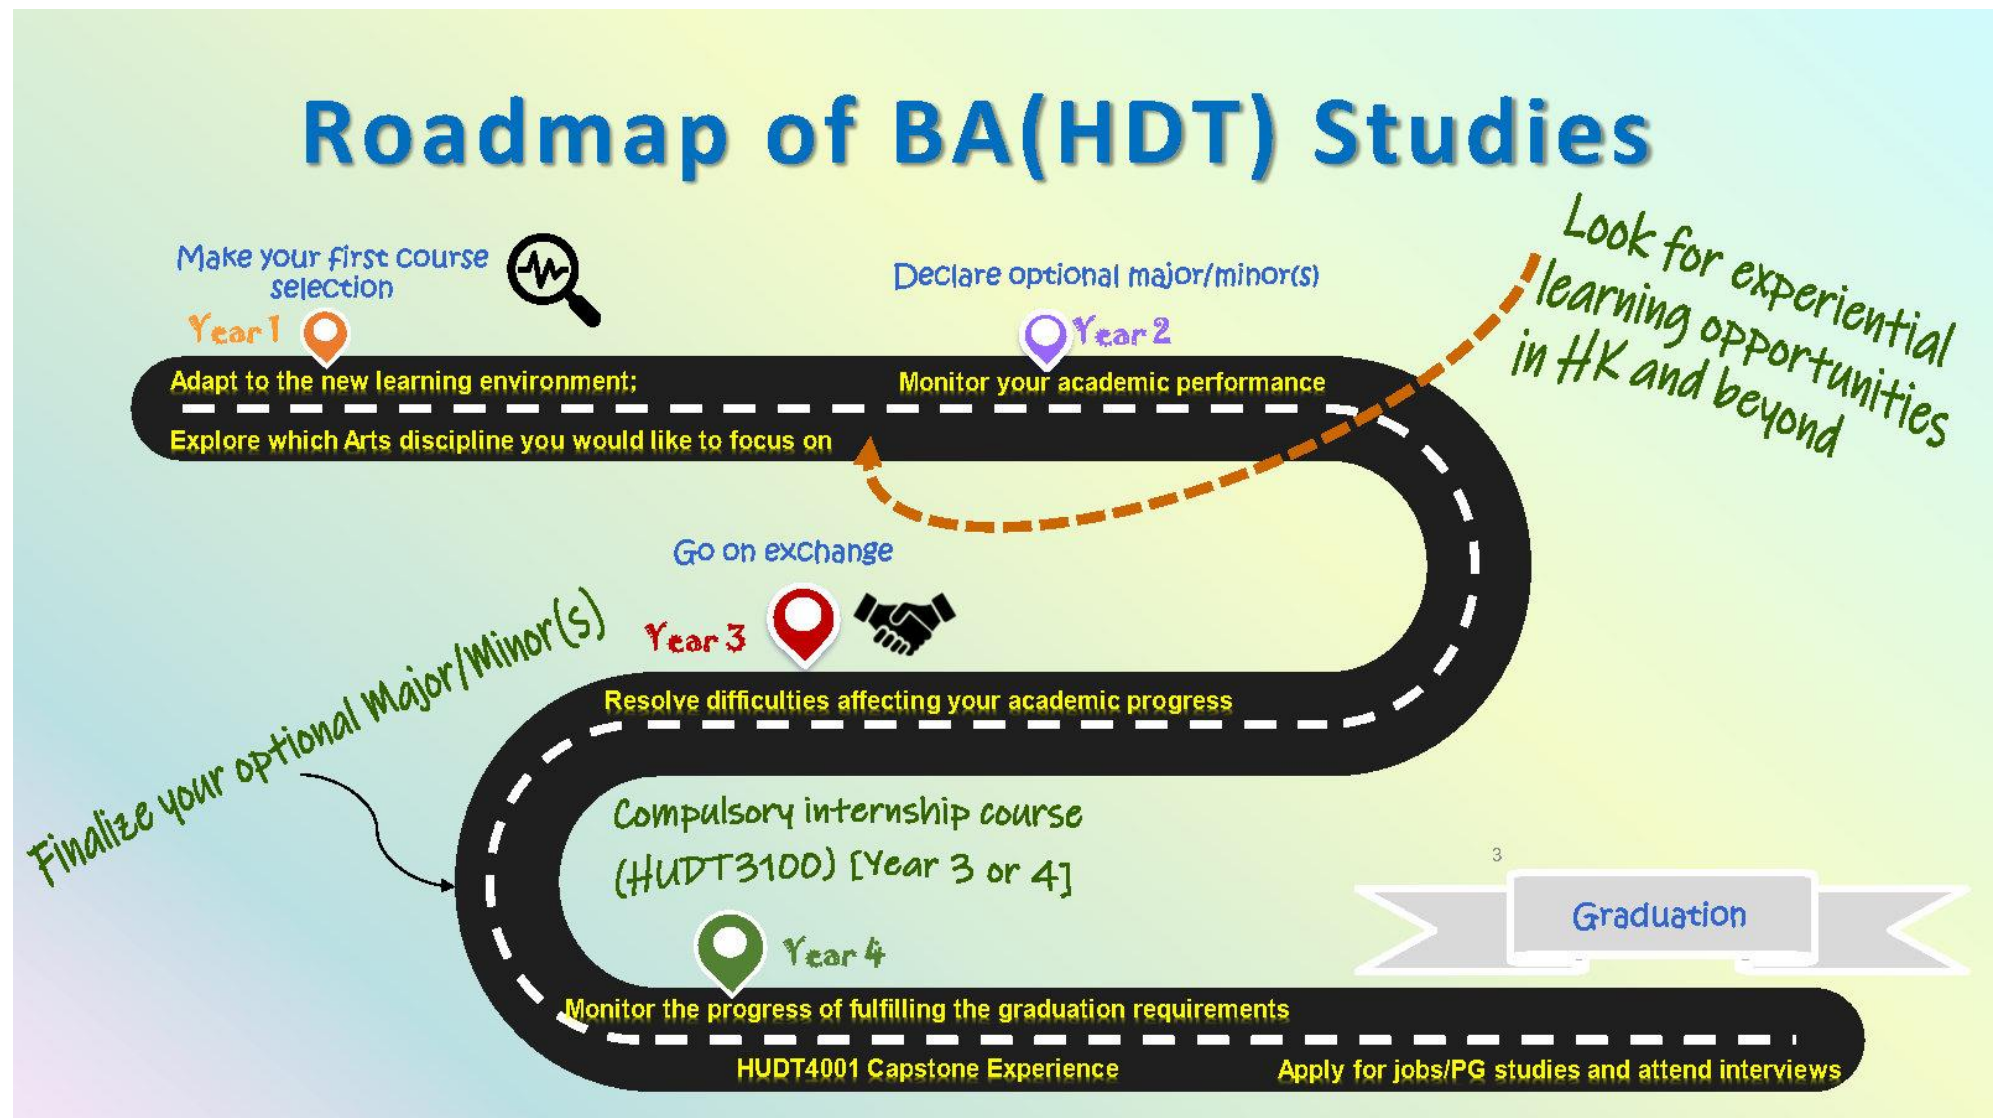 Roadmap of BA(HDT) Studies
Make your first course
selection
Year 1
Declare optional major/minor(s)
Year 2
Look for experiential
learning opportunities
in HK and beyond
Adapt to the new learning environment;
Explore which Arts discipline you would like to focus on
Monitor your academic performance
Go on exchange
Year 3
Resolve difficulties affecting your academic progress
Finalize your optional Major/Minor(s)
Compulsory internship course
(HUDT3100) [Year 3 or 4]
Year 4
3
Graduation
Monitor the progress of fulfilling the graduation requirements
HUDT4001 Capstone Experience
Apply for jobs/PG studies and attend interviews